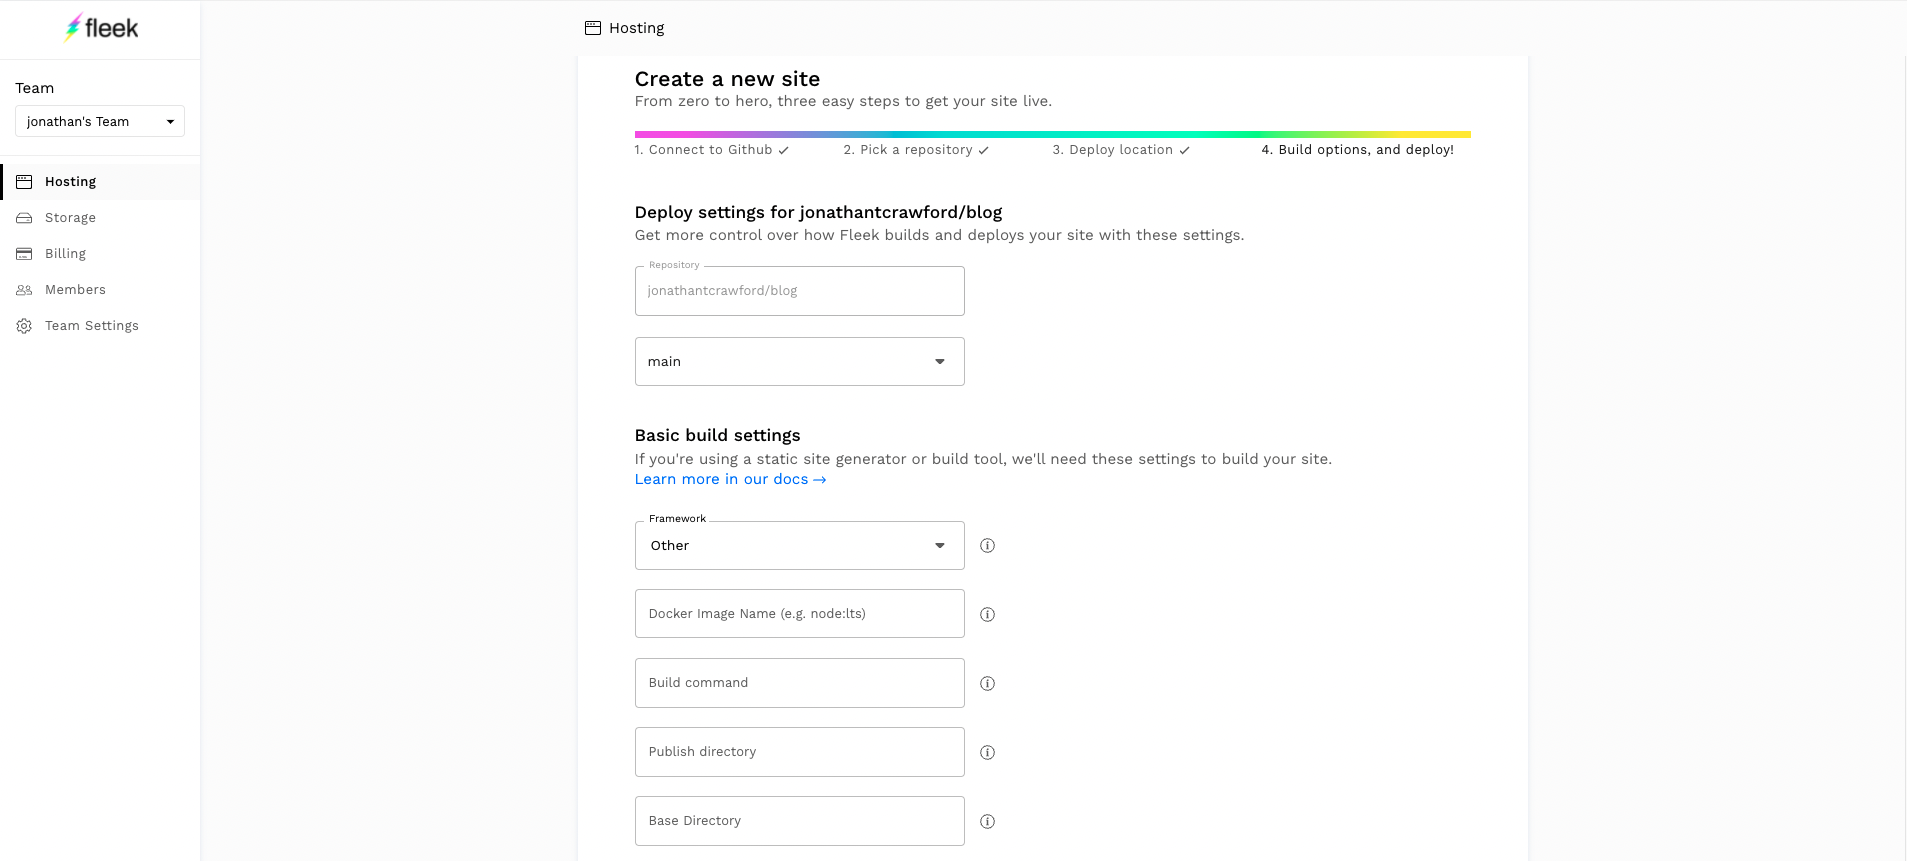 fleek
Team
jonathan's Team
Hosting
Storage
Billing
Members
Team Settings
Hosting
Create a new site
From zero to hero, three easy steps to get your site live.
1. Connect to Github
2. Pick a repository
3. Deploy location
4. Build options, and deploy!
Deploy settings for jonathantcrawford/blog
Get more control over how Fleek builds and deploys your site with these settings.
Repository
jonathantcrawford/blog
main
Basic build settings
If you're using a static site generator or build tool, we'll need these settings to build your site.
Learn more in our docs →
Framework
Other
Docker Image Name (e.g. node:lts)
Build command
Publish directory
Base Directory